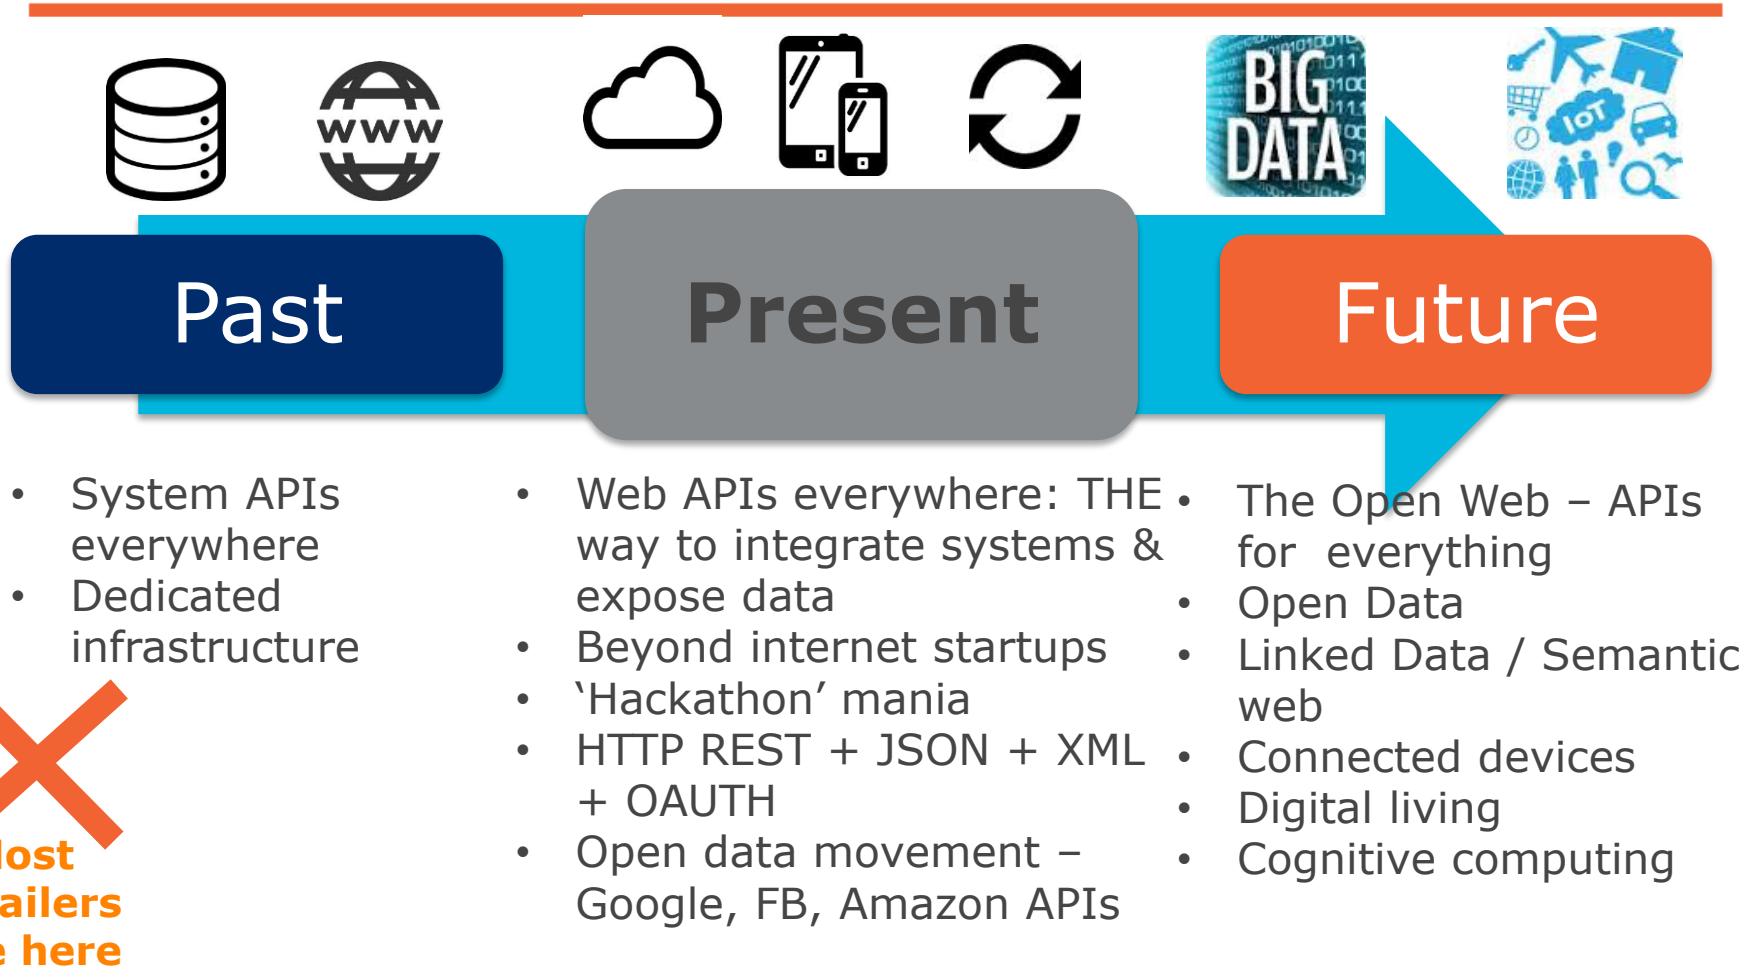 www
BIG
DATA
IoT
Past
Present
Future
• System APIs
everywhere
• Dedicated
infrastructure
ost
ailers
here
• Web APIs everywhere: THE
way to integrate systems &
expose data
• Beyond internet startups
• ‘Hackathon’ mania
• HTTP REST + JSON + XML
+ OAUTH
• Open data movement –
Google, FB, Amazon APIs
• The Open Web – APIs
for  everything
• Open Data
• Linked Data / Semantic
web
• Connected devices
• Digital living
• Cognitive computing